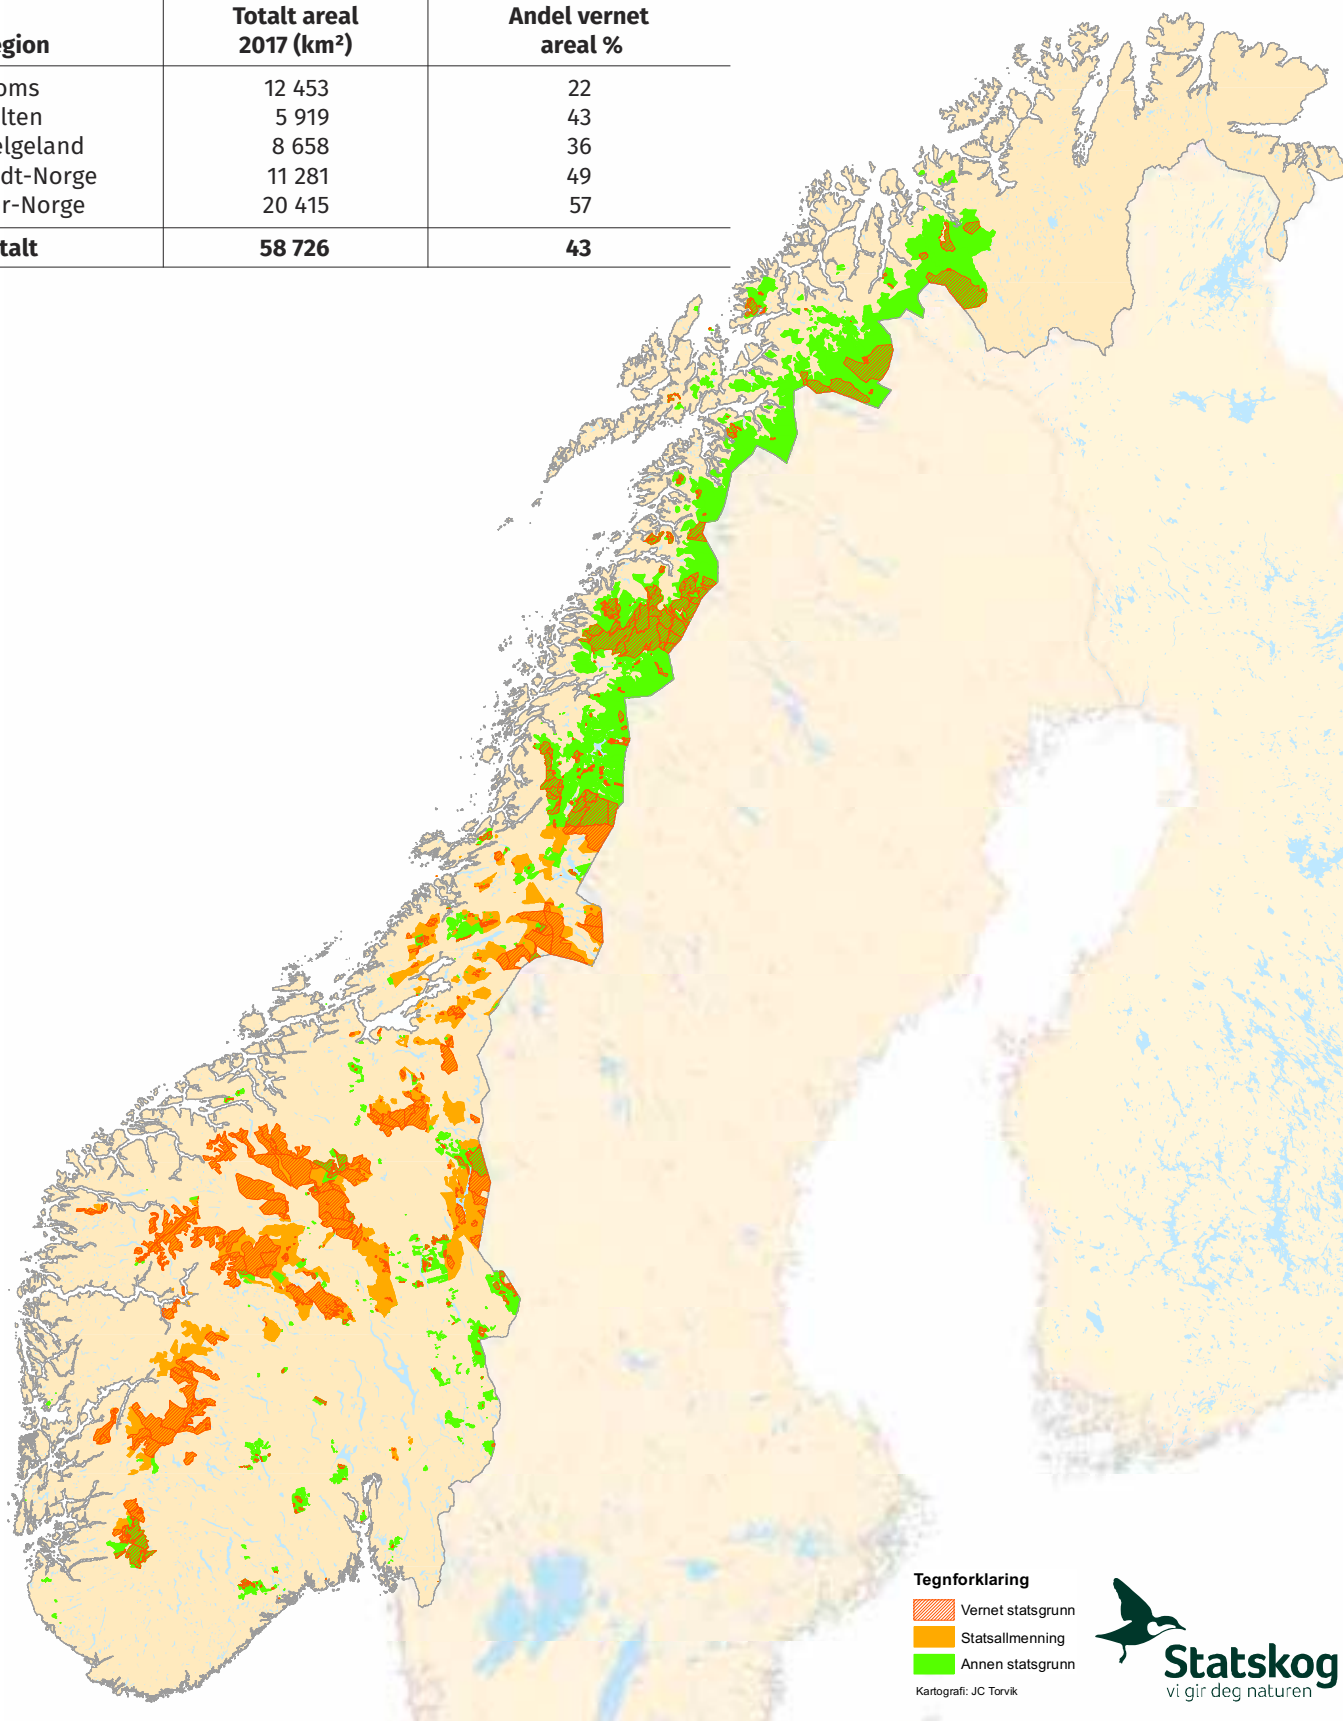 Totalt areal Andel vernet
egion 2017 (km²) areal %
oms 12 453 22
lten 5 919 43
elgeland 8 658 36
dt-Norge 11 281 49
r-Norge 20 415 57
talt 58 726 43
Tegnforklaring
Vernet statsgrunn
Statsallmenning
Annen statsgrunn
Kartografi: JC Torvik
Statskog
vi gir deg naturen